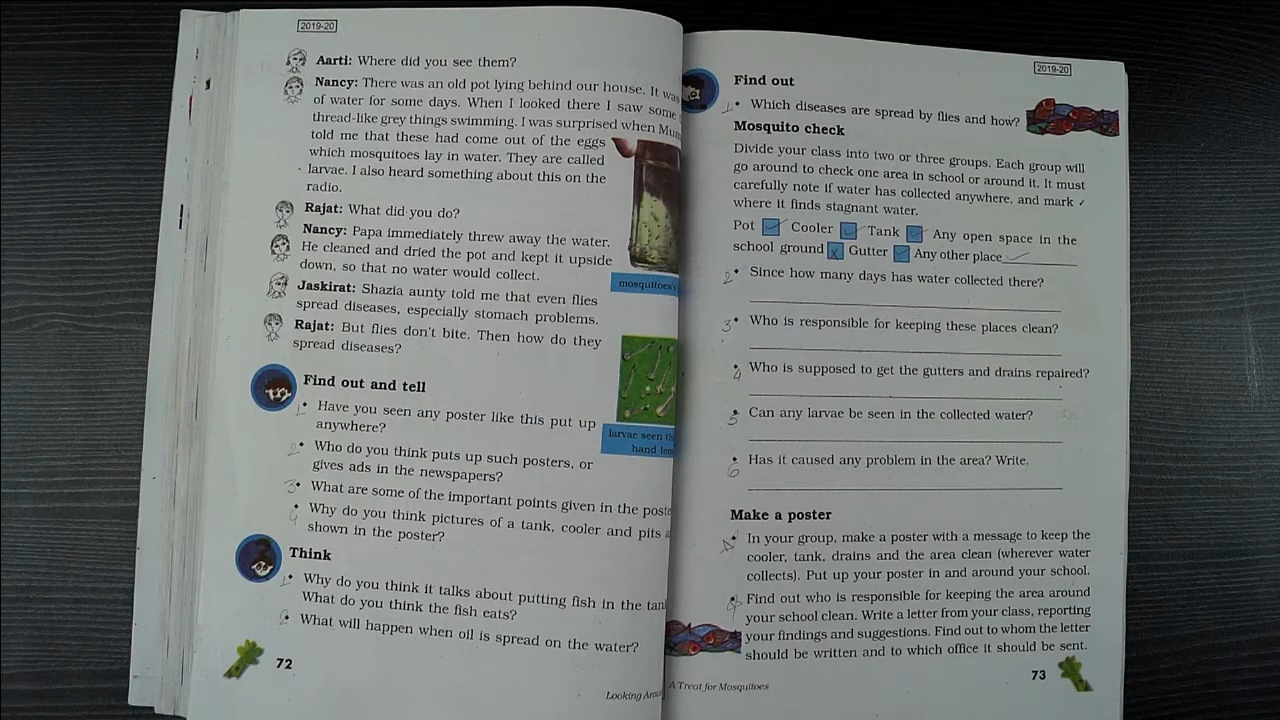 2019-20
Aarti: Where did you see them?
Nancy: There was an old pot lying behind our house. It was
of water for some days. When I looked there I saw some
thread-like grey things swimming. I was surprised when Mum
told me that these had come out of the eggs
which mosquitoes lay in water. They are called
larvae. I also heard something about this on the
radio.
Rajat: What did you do?
Nancy: Papa immediately threw away the water.
He cleaned and dried the pot and kept it upside
down, so that no water would collect.
Jaskirat: Shazia aunty told me that even flies
spread diseases, especially stomach problems.
Rajat: But flies don't bite. Then how do they
spread diseases?
mosquitoes's
larvae seen th
hand len
Find out and tell
1 • Have you seen any poster like this put up
anywhere?
2 • Who do you think puts up such posters, or
gives ads in the newspapers?
3 • What are some of the important points given in the poste
4 • Why do you think pictures of a tank, cooler and pits a
shown in the poster?
Think
1 • Why do you think it talks about putting fish in the tank
What do you think the fish eats?
2 • What will happen when oil is spread on the water?
72
Looking Aroun
2019-20
Find out
1 • Which diseases are spread by flies and how?
Mosquito check
Divide your class into two or three groups. Each group will
go around to check one area in school or around it. It must
carefully note if water has collected anywhere, and mark ✓
where it finds stagnant water.
Pot ✓ Cooler ✓ Tank ✓ Any open space in the
school ground x Gutter ✓ Any other place ✓
2 • Since how many days has water collected there?
3 • Who is responsible for keeping these places clean?
4 • Who is supposed to get the gutters and drains repaired?
5 • Can any larvae be seen in the collected water?
6 • Has it caused any problem in the area? Write.
Make a poster
• In your group, make a poster with a message to keep the
cooler, tank, drains and the area clean (wherever water
collects). Put up your poster in and around your school.
• Find out who is responsible for keeping the area around
your school clean. Write a letter from your class, reporting
your findings and suggestions. Find out to whom the letter
should be written and to which office it should be sent.
A Treat for Mosquitoes
73